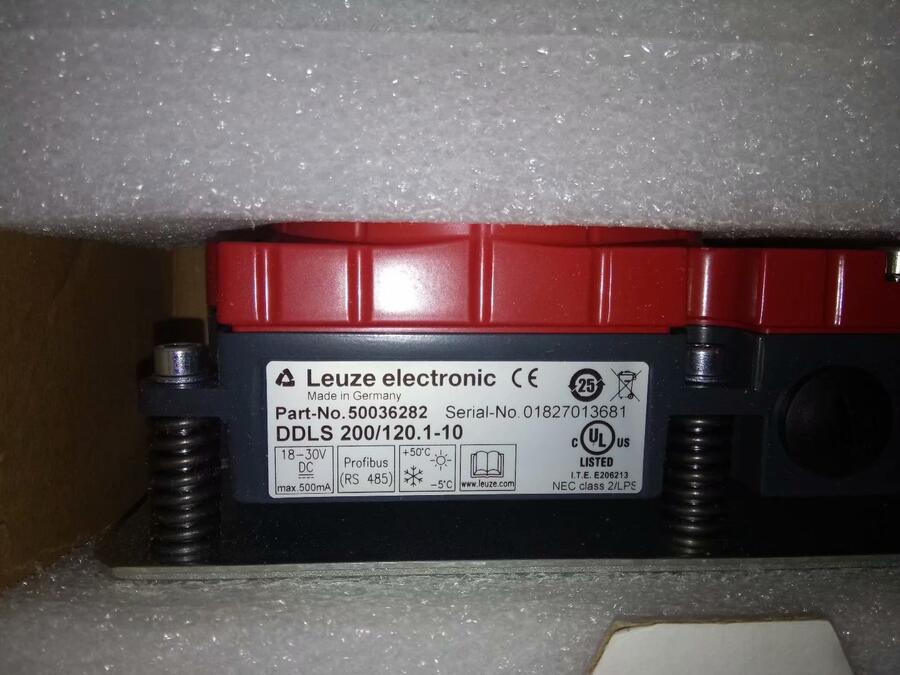 Leuze electronic CE
Made in Germany
Part-No. 50036282 Serial-No. 01827013681
DDLS 200/120.1-10
18-30V
DC
max.500mA
Profibus
(RS 485)
+50°C
-5°C
www.leuze.com
25
C UL US
LISTED
I.T.E. E206213
NEC class 2/LPS